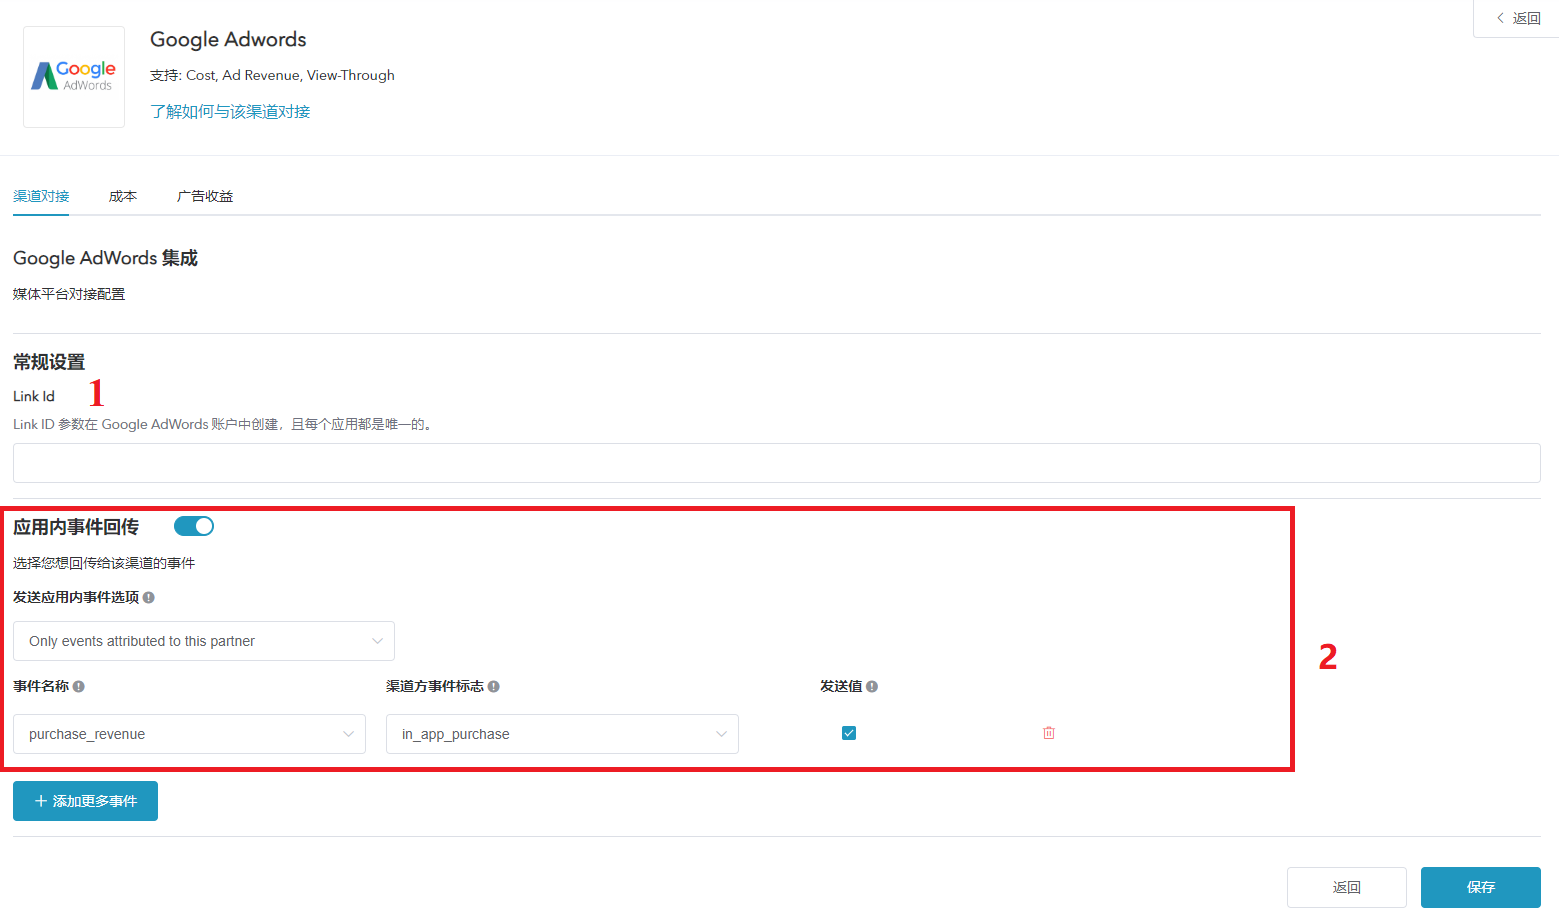 返回
Google AdWords
Google Adwords
支持: Cost, Ad Revenue, View-Through
了解如何与该渠道对接
渠道对接 成本 广告收益
Google AdWords 集成
媒体平台对接配置
常规设置
Link Id 1
Link ID 参数在 Google AdWords 账户中创建，且每个应用都是唯一的。
应用内事件回传
选择您想回传给该渠道的事件
发送应用内事件选项
Only events attributed to this partner
2
事件名称 渠道方事件标志 发送值
purchase_revenue in_app_purchase
+ 添加更多事件
返回 保存